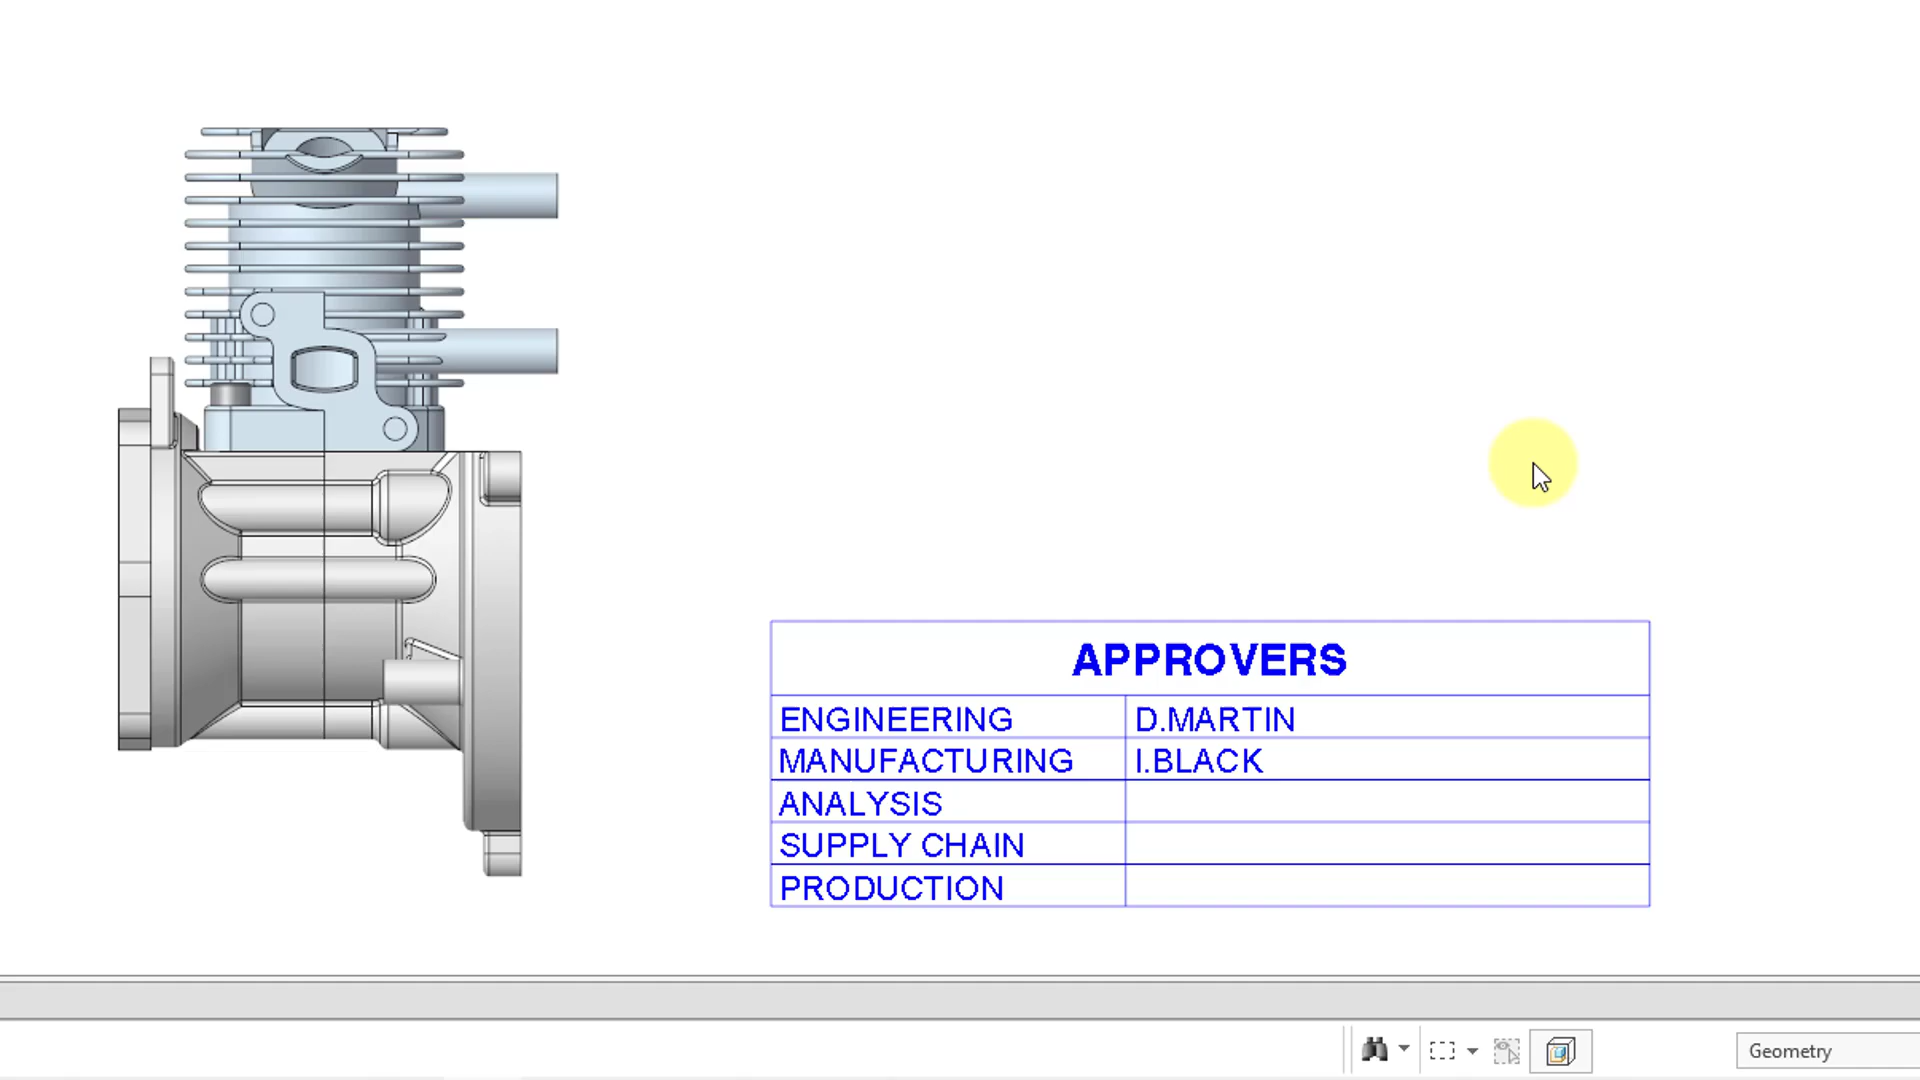 APPROVERS
ENGINEERING D.MARTIN
MANUFACTURING I.BLACK
ANALYSIS
SUPPLY CHAIN
PRODUCTION
Geometry